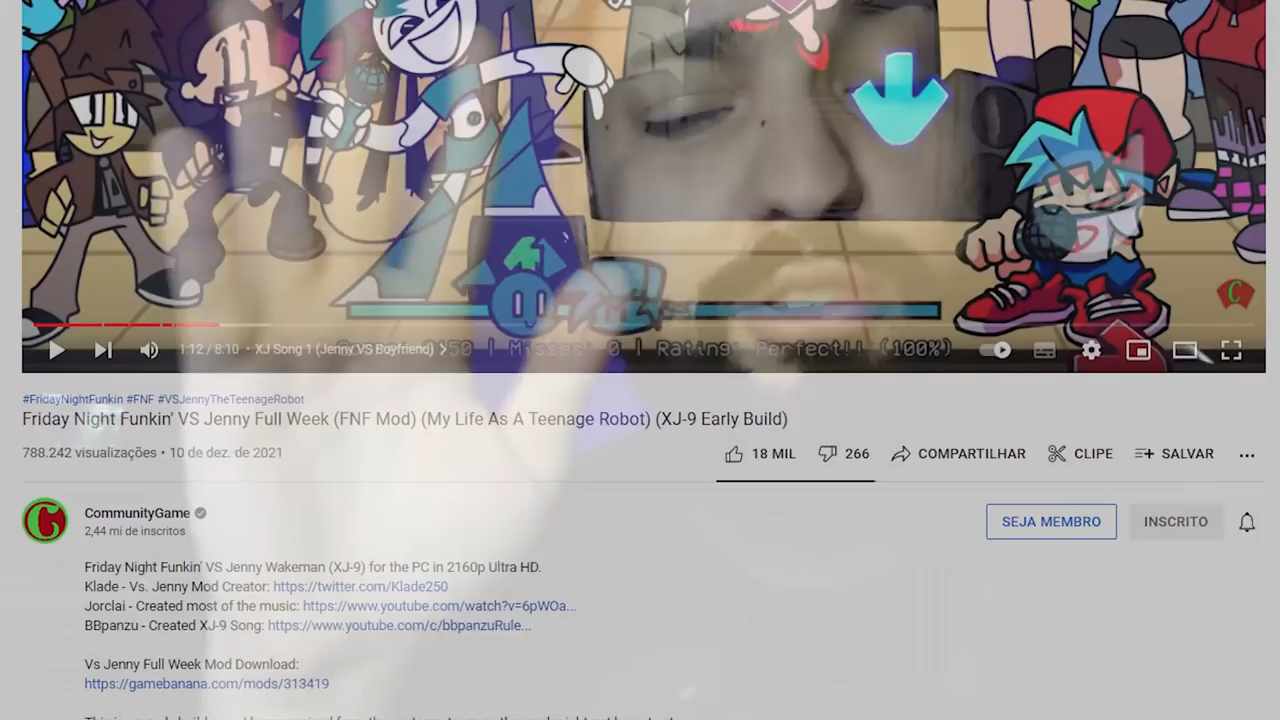 1:12 / 8:10 • XJ Song 1 (Jenny VS Boyfriend) >
50 | Misses: 0 | Rating: Perfect!! (100%)
#FridayNightFunkin #FNF #VSJennyTheTeenageRobot
Friday Night Funkin' VS Jenny Full Week (FNF Mod) (My Life As A Teenage Robot) (XJ-9 Early Build)
788.242 visualizações • 10 de dez. de 2021
18 MIL 266 COMPARTILHAR CLIPE SALVAR
CommunityGame
2,44 mi de inscritos
SEJA MEMBRO INSCRITO
Friday Night Funkin' VS Jenny Wakeman (XJ-9) for the PC in 2160p Ultra HD.
Klade - Vs. Jenny Mod Creator: https://twitter.com/Klade250
Jorclai - Created most of the music: https://www.youtube.com/watch?v=6pWOa...
BBpanzu - Created XJ-9 Song: https://www.youtube.com/c/bbpanzuRule...
Vs Jenny Full Week Mod Download:
https://gamebanana.com/mods/313419